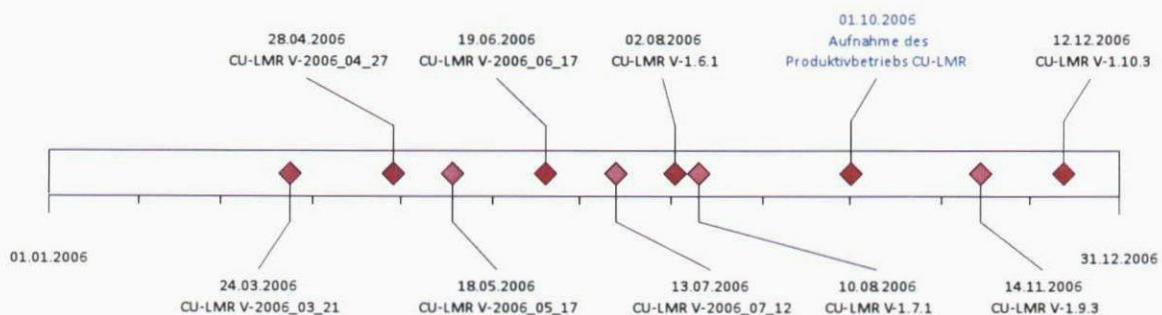 28.04.2006
CU-LMR V-2006_04_27
19.06.2006
CU-LMR V-2006_06_17
02.08.2006
CU-LMR V-1.6.1
01.10.2006
Aufnahme des
Produktivbetriebs CU-LMR
12.12.2006
CU-LMR V-1.10.3
01.01.2006
31.12.2006
24.03.2006
CU-LMR V-2006_03_21
18.05.2006
CU-LMR V-2006_05_17
13.07.2006
CU-LMR V-2006_07_12
10.08.2006
CU-LMR V-1.7.1
14.11.2006
CU-LMR V-1.9.3